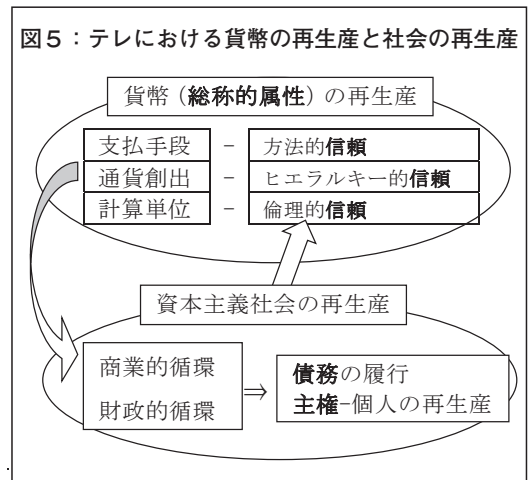 図5：テレにおける貨幣の再生産と社会の再生産
貨幣（総称的属性）の再生産
支払手段 － 方法的信頼
通貨創出 － ヒエラルキー的信頼
計算単位 － 倫理的信頼
資本主義社会の再生産
商業的循環
財政的循環
⇒
債務の履行
主権-個人の再生産